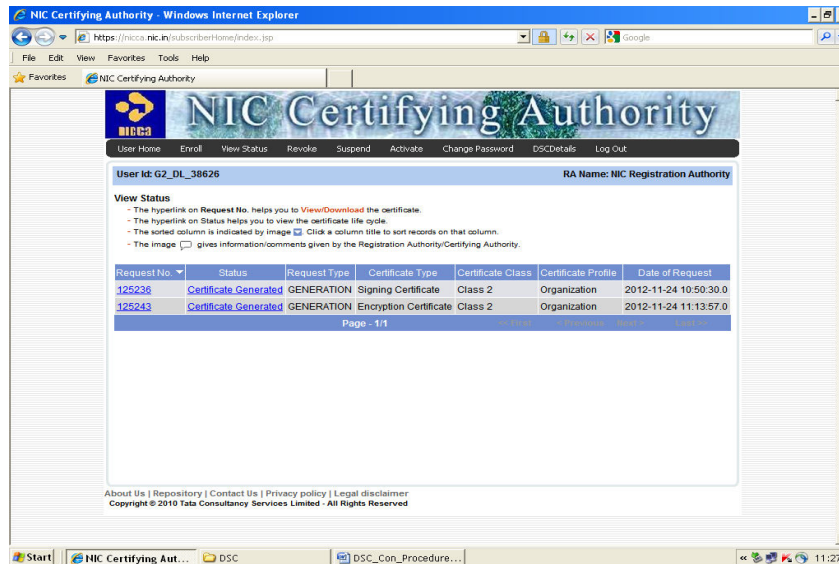 NIC Certifying Authority - Windows Internet Explorer
https://nicca.nic.in/subscriberHome/index.jsp
Google
File Edit View Favorites Tools Help
Favorites NIC Certifying Authority
nicca NIC Certifying Authority
User Home Enroll View Status Revoke Suspend Activate Change Password DSCDetails Log Out
User Id: G2_DL_38626 RA Name: NIC Registration Authority
View Status
- The hyperlink on Request No. helps you to View/Download the certificate.
- The hyperlink on Status helps you to view the certificate life cycle.
- The sorted column is indicated by image. Click a column title to sort records on that column.
- The image gives information/comments given by the Registration Authority/Certifying Authority.
Request No. Status Request Type Certificate Type Certificate Class Certificate Profile Date of Request
125236 Certificate Generated GENERATION Signing Certificate Class 2 Organization 2012-11-24 10:50:30.0
125243 Certificate Generated GENERATION Encryption Certificate Class 2 Organization 2012-11-24 11:13:57.0
Page - 1/1 << First < Previous Next > Last >>
About Us | Repository | Contact Us | Privacy policy | Legal disclaimer
Copyright © 2010 Tata Consultancy Services Limited - All Rights Reserved
Start NIC Certifying Aut... DSC DSC_Con_Procedure... 11:27